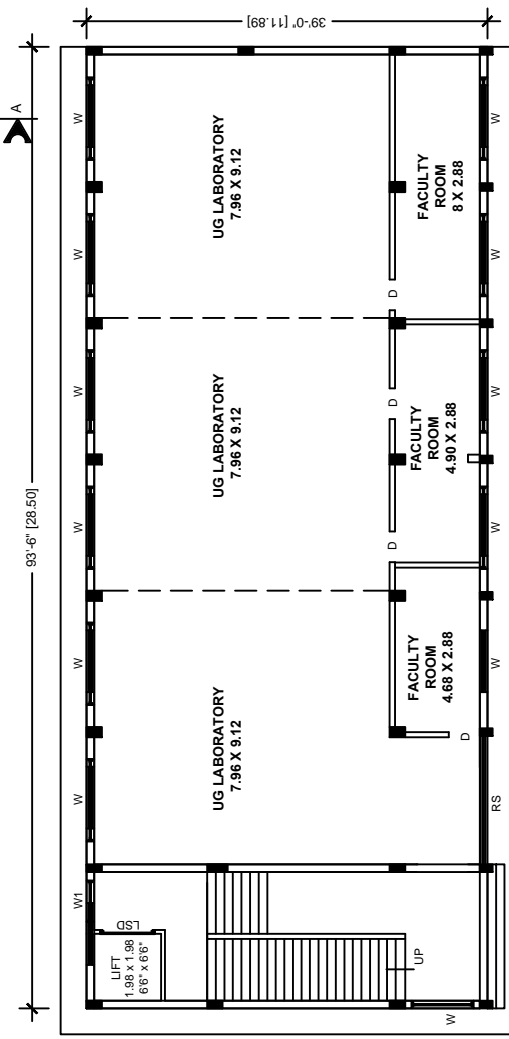 39'-0" [11.89]
A
93'-6" [28.50]
W
W
W
W
W
W
W1
UG LABORATORY
7.96 X 9.12
UG LABORATORY
7.96 X 9.12
UG LABORATORY
7.96 X 9.12
D
D
D
D
FACULTY
ROOM
8 X 2.88
FACULTY
ROOM
4.90 X 2.88
FACULTY
ROOM
4.68 X 2.88
LSD
LIFT
1.98 x 1.98
6'6" x 6'6"
UP
RS
W
W
W
W
W
W